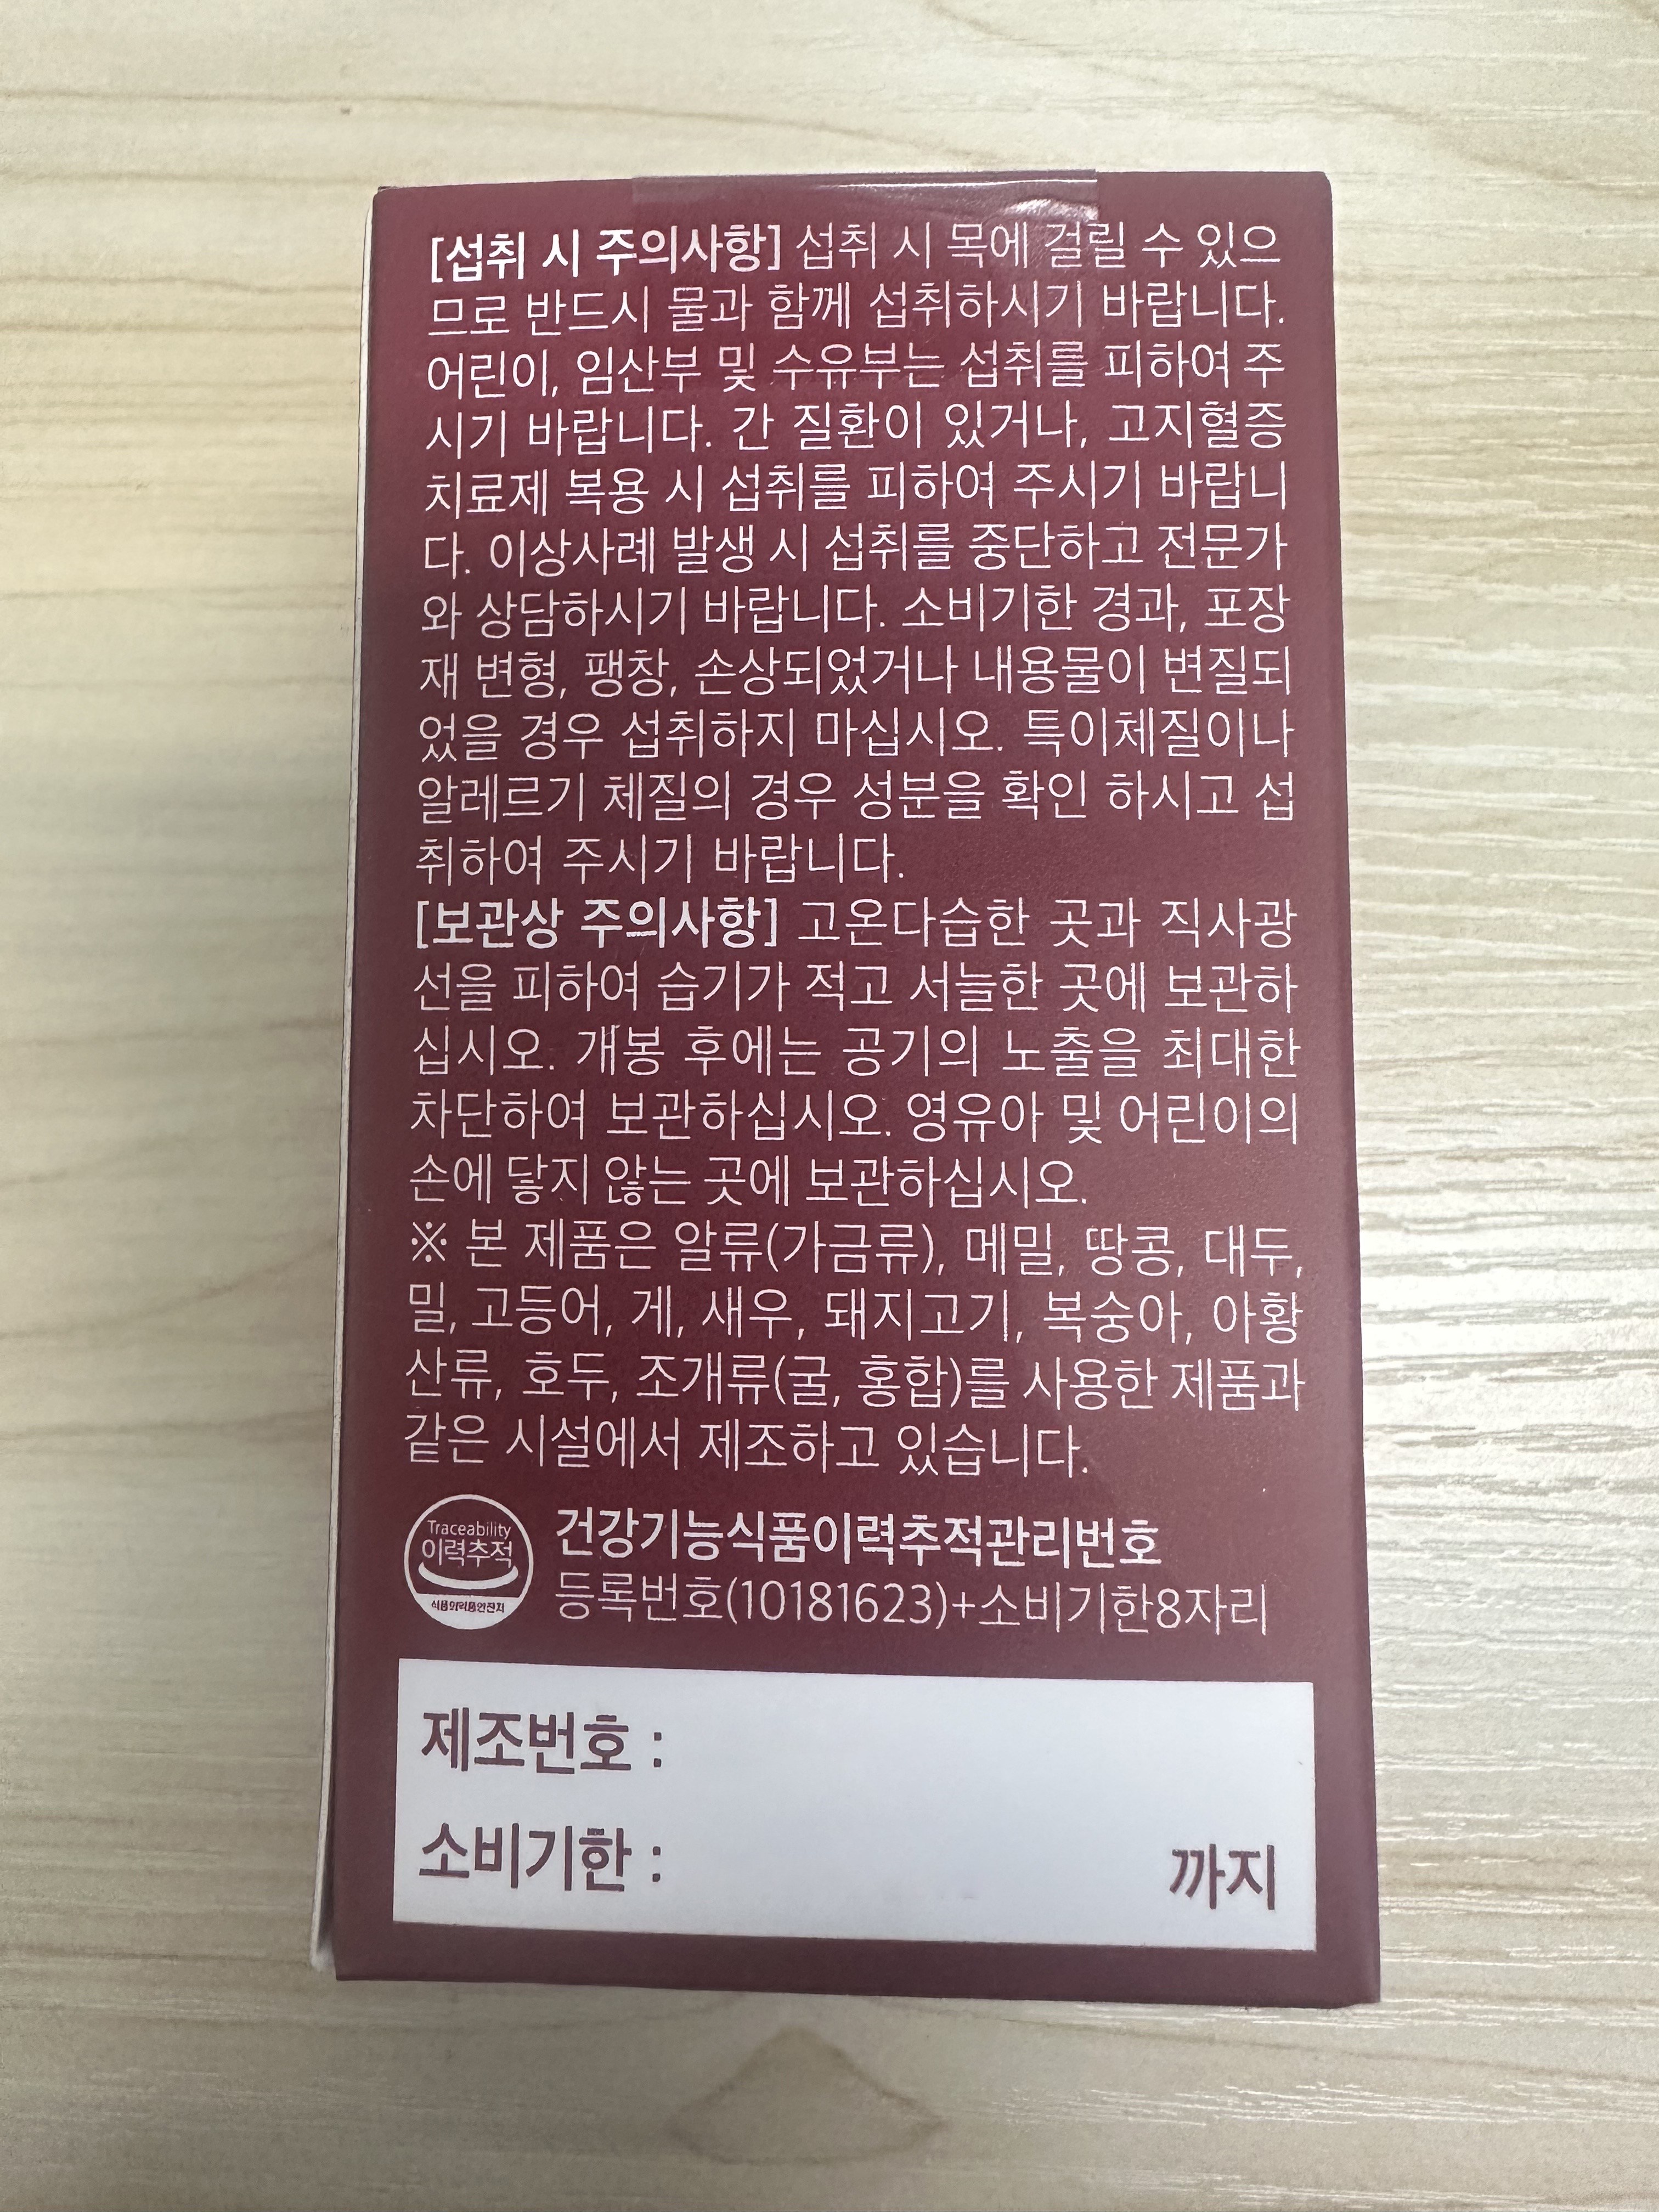 [섭취 시 주의사항] 섭취 시 목에 걸릴 수 있으
므로 반드시 물과 함께 섭취하시기 바랍니다.
어린이, 임산부 및 수유부는 섭취를 피하여 주
시기 바랍니다. 간 질환이 있거나, 고지혈증
치료제 복용 시 섭취를 피하여 주시기 바랍니
다. 이상사례 발생 시 섭취를 중단하고 전문가
와 상담하시기 바랍니다. 소비기한 경과, 포장
재 변형, 팽창, 손상되었거나 내용물이 변질되
었을 경우 섭취하지 마십시오. 특이체질이나
알레르기 체질의 경우 성분을 확인 하시고 섭
취하여 주시기 바랍니다.
[보관상 주의사항] 고온다습한 곳과 직사광
선을 피하여 습기가 적고 서늘한 곳에 보관하
십시오. 개봉 후에는 공기의 노출을 최대한
차단하여 보관하십시오. 영유아 및 어린이의
손에 닿지 않는 곳에 보관하십시오.
※ 본 제품은 알류(가금류), 메밀, 땅콩, 대두,
밀, 고등어, 게, 새우, 돼지고기, 복숭아, 아황
산류, 호두, 조개류(굴, 홍합)를 사용한 제품과
같은 시설에서 제조하고 있습니다.
Traceability
이력추적
식품의약품안전처
건강기능식품이력추적관리번호
등록번호(10181623)+소비기한8자리
제조번호 :
소비기한 : 까지